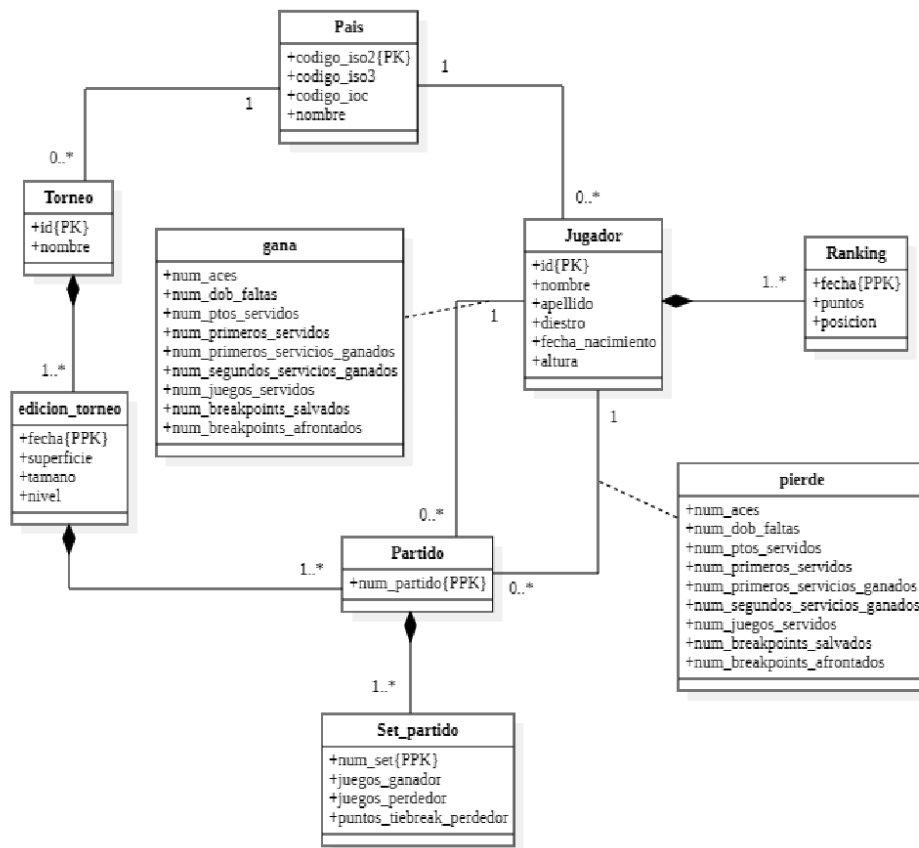 Pais
+codigo_iso2{PK}
+codigo_iso3
+codigo_ioc
+nombre
1
1
0..*
0..*
Torneo
+id{PK}
+nombre
gana
+num_aces
+num_dob_faltas
+num_ptos_servidos
+num_primeros_servidos
+num_primeros_servicios_ganados
+num_segundos_servicios_ganados
+num_juegos_servidos
+num_breakpoints_salvados
+num_breakpoints_afrontados
1
Jugador
+id{PK}
+nombre
+apellido
+diestro
+fecha_nacimiento
+altura
1..*
Ranking
+fecha{PPK}
+puntos
+posicion
1..*
edicion_torneo
+fecha{PPK}
+superficie
+tamano
+nivel
1
pierde
+num_aces
+num_dob_faltas
+num_ptos_servidos
+num_primeros_servidos
+num_primeros_servicios_ganados
+num_segundos_servicios_ganados
+num_juegos_servidos
+num_breakpoints_salvados
+num_breakpoints_afrontados
0..*
1..*
Partido
+num_partido{PPK}
0..*
1..*
Set_partido
+num_set{PPK}
+juegos_ganador
+juegos_perdedor
+puntos_tiebreak_perdedor